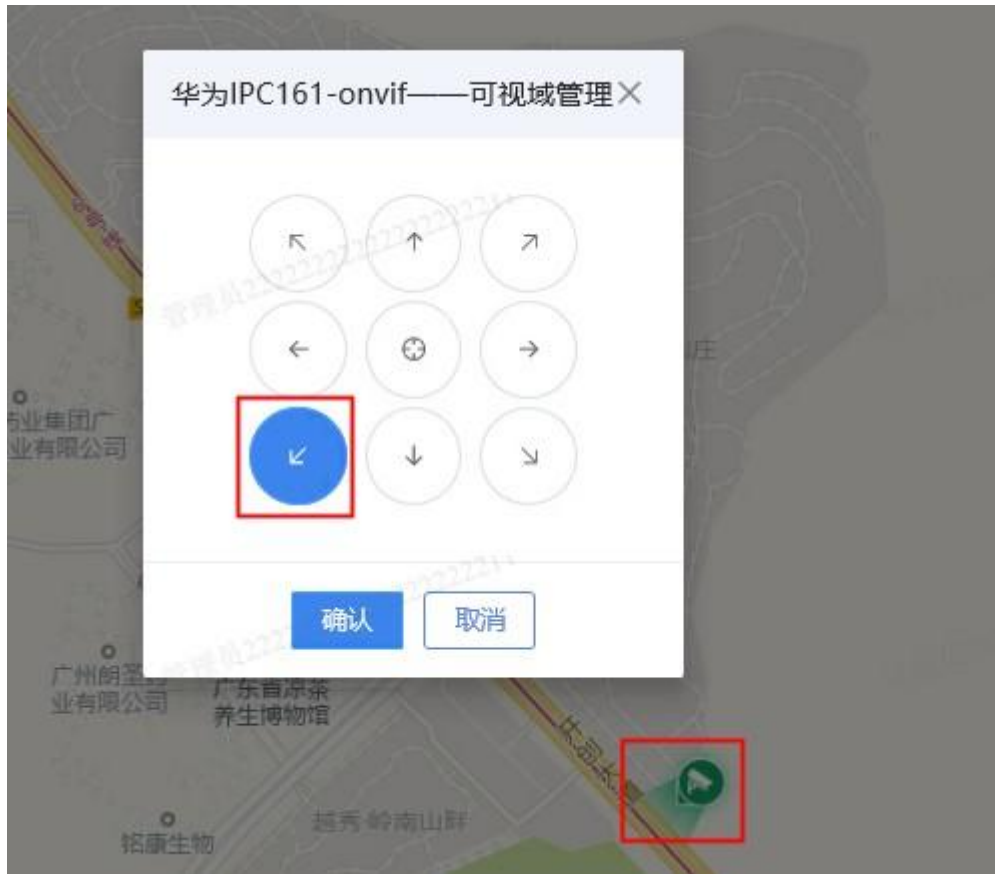 华为IPC161-onvif——可视域管理
庄
药业集团广
业有限公司
确认
取消
广州朗圣药
业有限公司
广东省凉茶
养生博物馆
越秀·岭南山畔
铭康生物